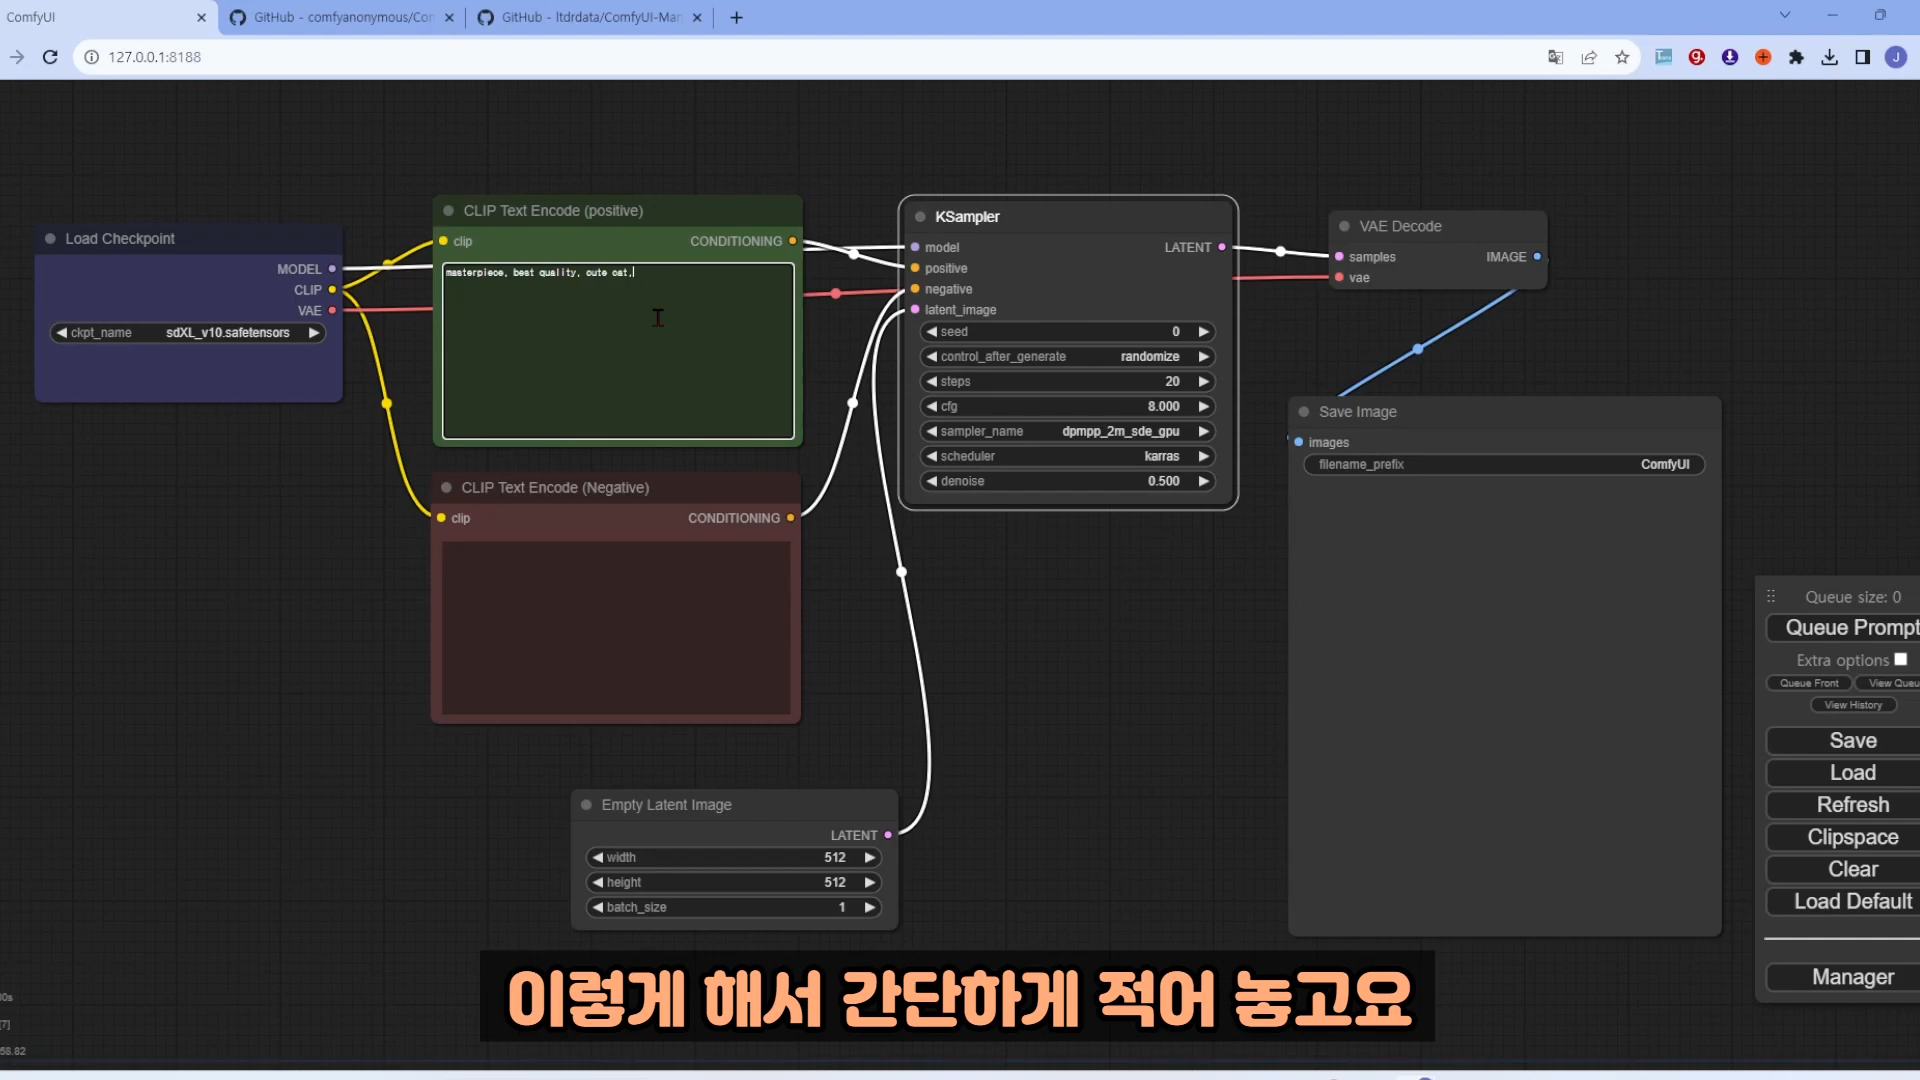 ComfyUI
GitHub - comfyanonymous/Con
GitHub - ltdrdata/ComfyUI-Man
127.0.0.1:8188
J
Load Checkpoint
MODEL
CLIP
VAE
ckpt_name sdXL_v10.safetensors
CLIP Text Encode (positive)
clip CONDITIONING
masterpiece, best quality, cute cat,
CLIP Text Encode (Negative)
clip CONDITIONING
Empty Latent Image
LATENT
width 512
height 512
batch_size 1
KSampler
model LATENT
positive
negative
latent_image
seed 0
control_after_generate randomize
steps 20
cfg 8.000
sampler_name dpmpp_2m_sde_gpu
scheduler karras
denoise 0.500
VAE Decode
samples IMAGE
vae
Save Image
images
filename_prefix ComfyUI
Queue size: 0
Queue Prompt
Extra options
Queue Front View Queu
View History
Save
Load
Refresh
Clipspace
Clear
Load Default
Manager
이렇게 해서 간단하게 적어 놓고요